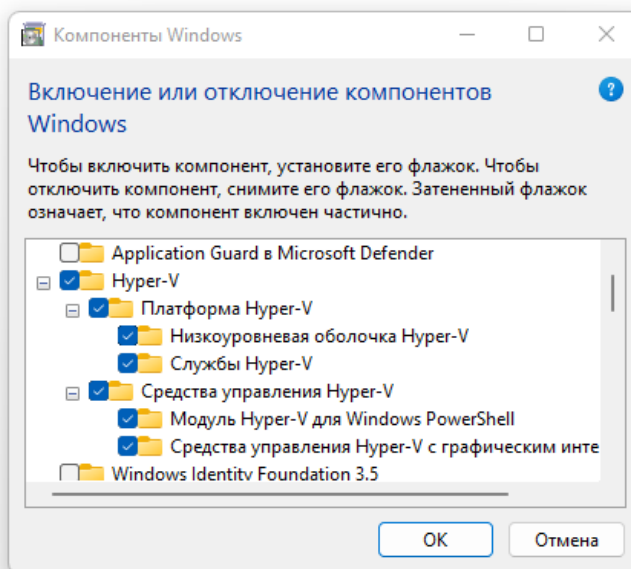 Компоненты Windows
Включение или отключение компонентов
Windows
Чтобы включить компонент, установите его флажок. Чтобы
отключить компонент, снимите его флажок. Затененный флажок
означает, что компонент включен частично.
Application Guard в Microsoft Defender
Hyper-V
Платформа Hyper-V
Низкоуровневая оболочка Hyper-V
Службы Hyper-V
Средства управления Hyper-V
Модуль Hyper-V для Windows PowerShell
Средства управления Hyper-V с графическим инте
Windows Identity Foundation 3.5
OK Отмена